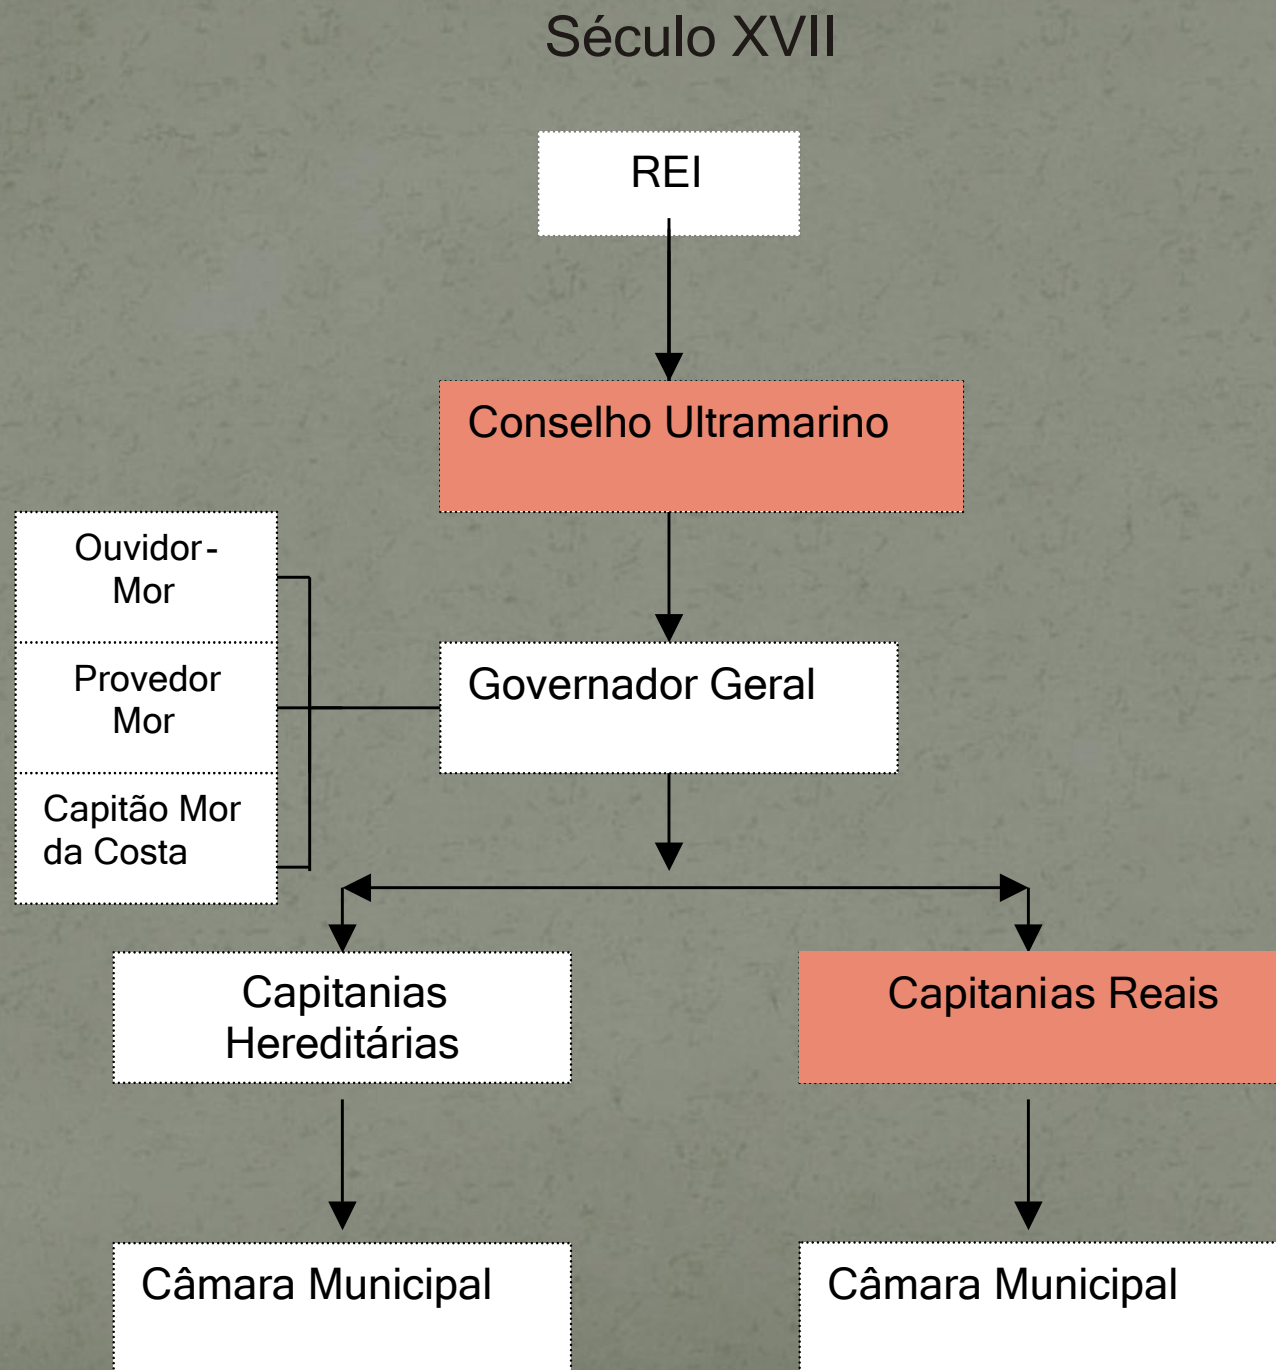 Século XVII
REI
Conselho Ultramarino
Ouvidor-
Mor
Provedor
Mor
Capitão Mor
da Costa
Governador Geral
Capitanias
Hereditárias
Capitanias Reais
Câmara Municipal
Câmara Municipal